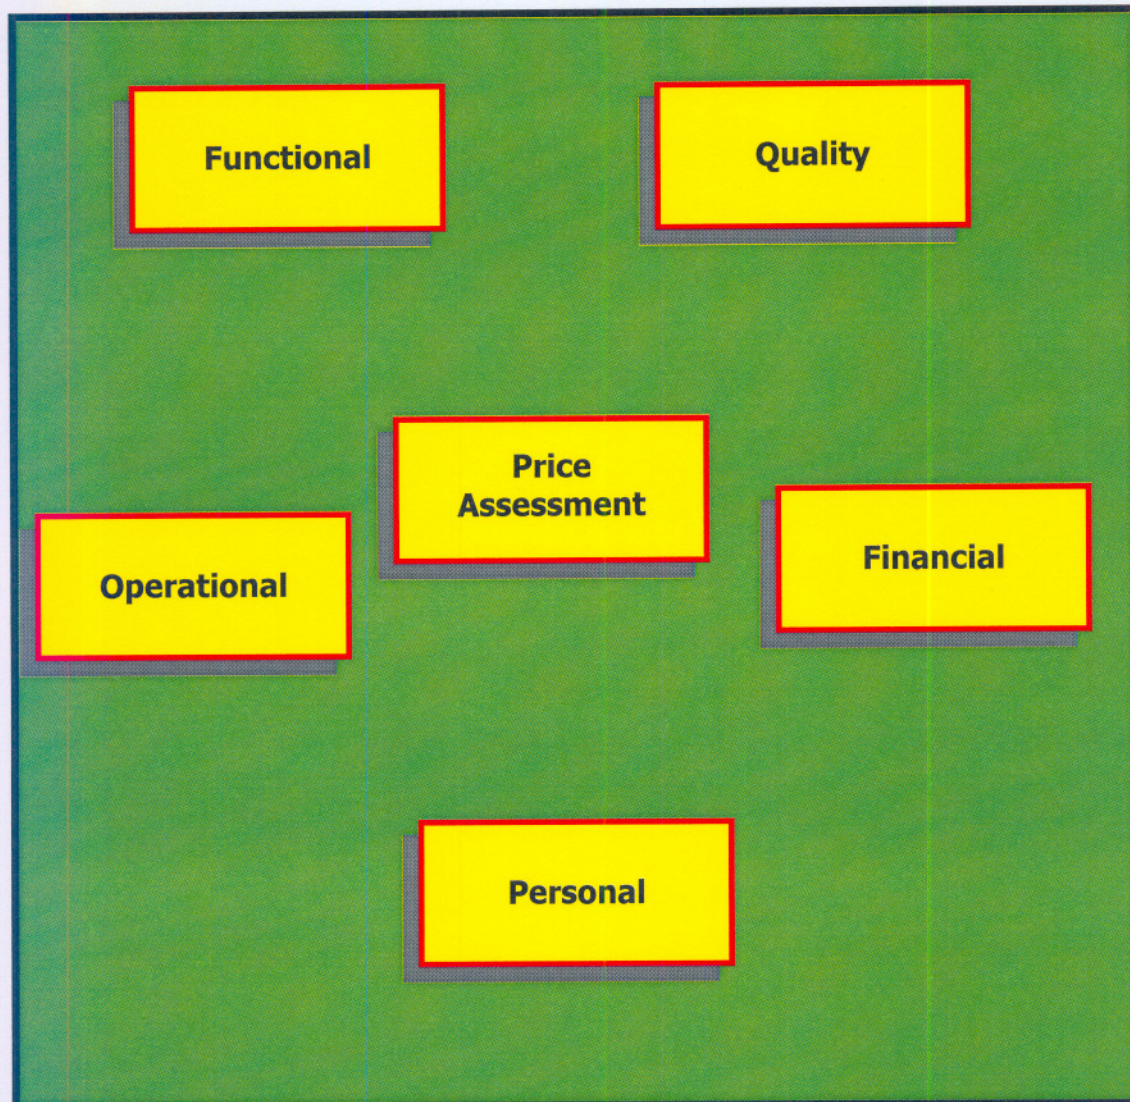 Functional
Quality
Price
Assessment
Operational
Financial
Personal